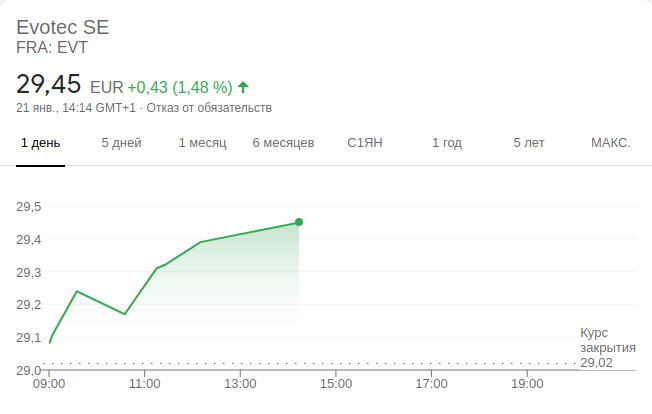 Evotec SE
FRA: EVT
29,45 EUR +0,43 (1,48 %)
21 янв., 14:14 GMT+1 · Отказ от обязательств
1 день 5 дней 1 месяц 6 месяцев С1ЯН 1 год 5 лет МАКС.
29,5
29,4
29,3
29,2
29,1
29,0
Курс
закрытия
29,02
09:00 11:00 13:00 15:00 17:00 19:00